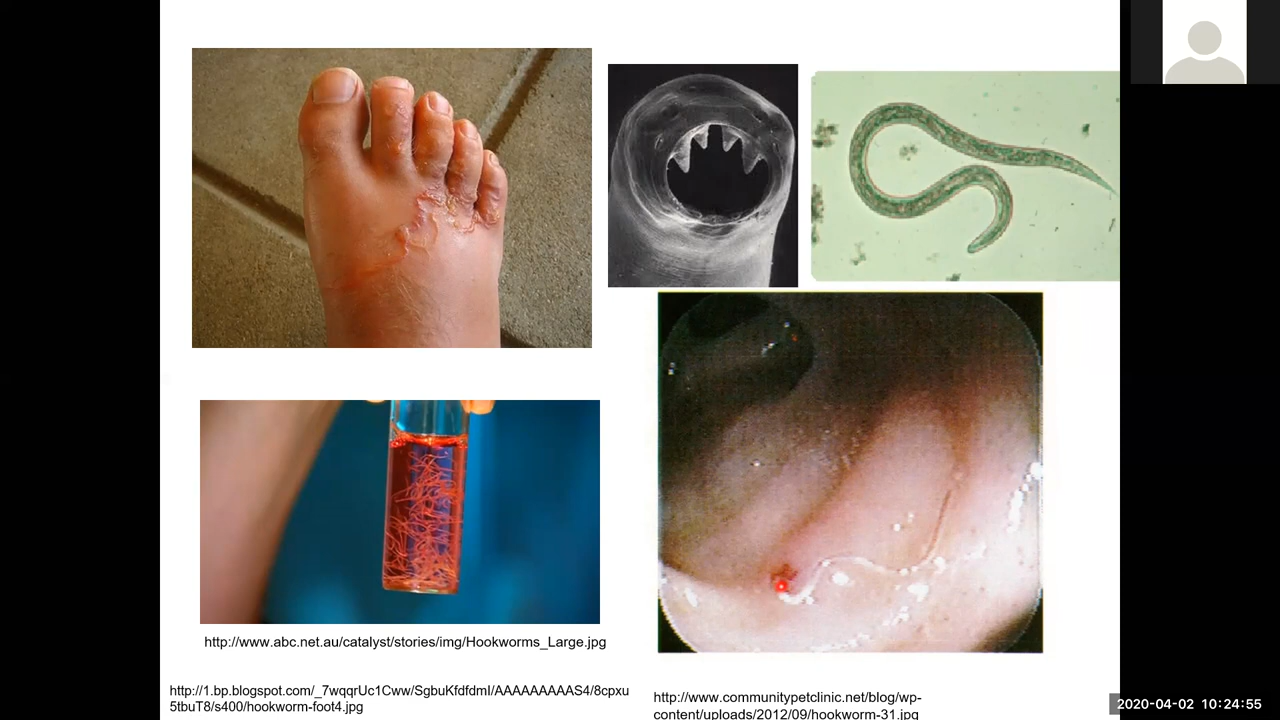 http://www.abc.net.au/catalyst/stories/img/Hookworms_Large.jpg
http://1.bp.blogspot.com/_7wqqrUc1Cww/SgbuKfdfdmI/AAAAAAAAAS4/8cpxu
5tbuT8/s400/hookworm-foot4.jpg
http://www.communitypetclinic.net/blog/wp-
content/uploads/2012/09/hookworm-31.jpg
2020-04-02 10:24:55